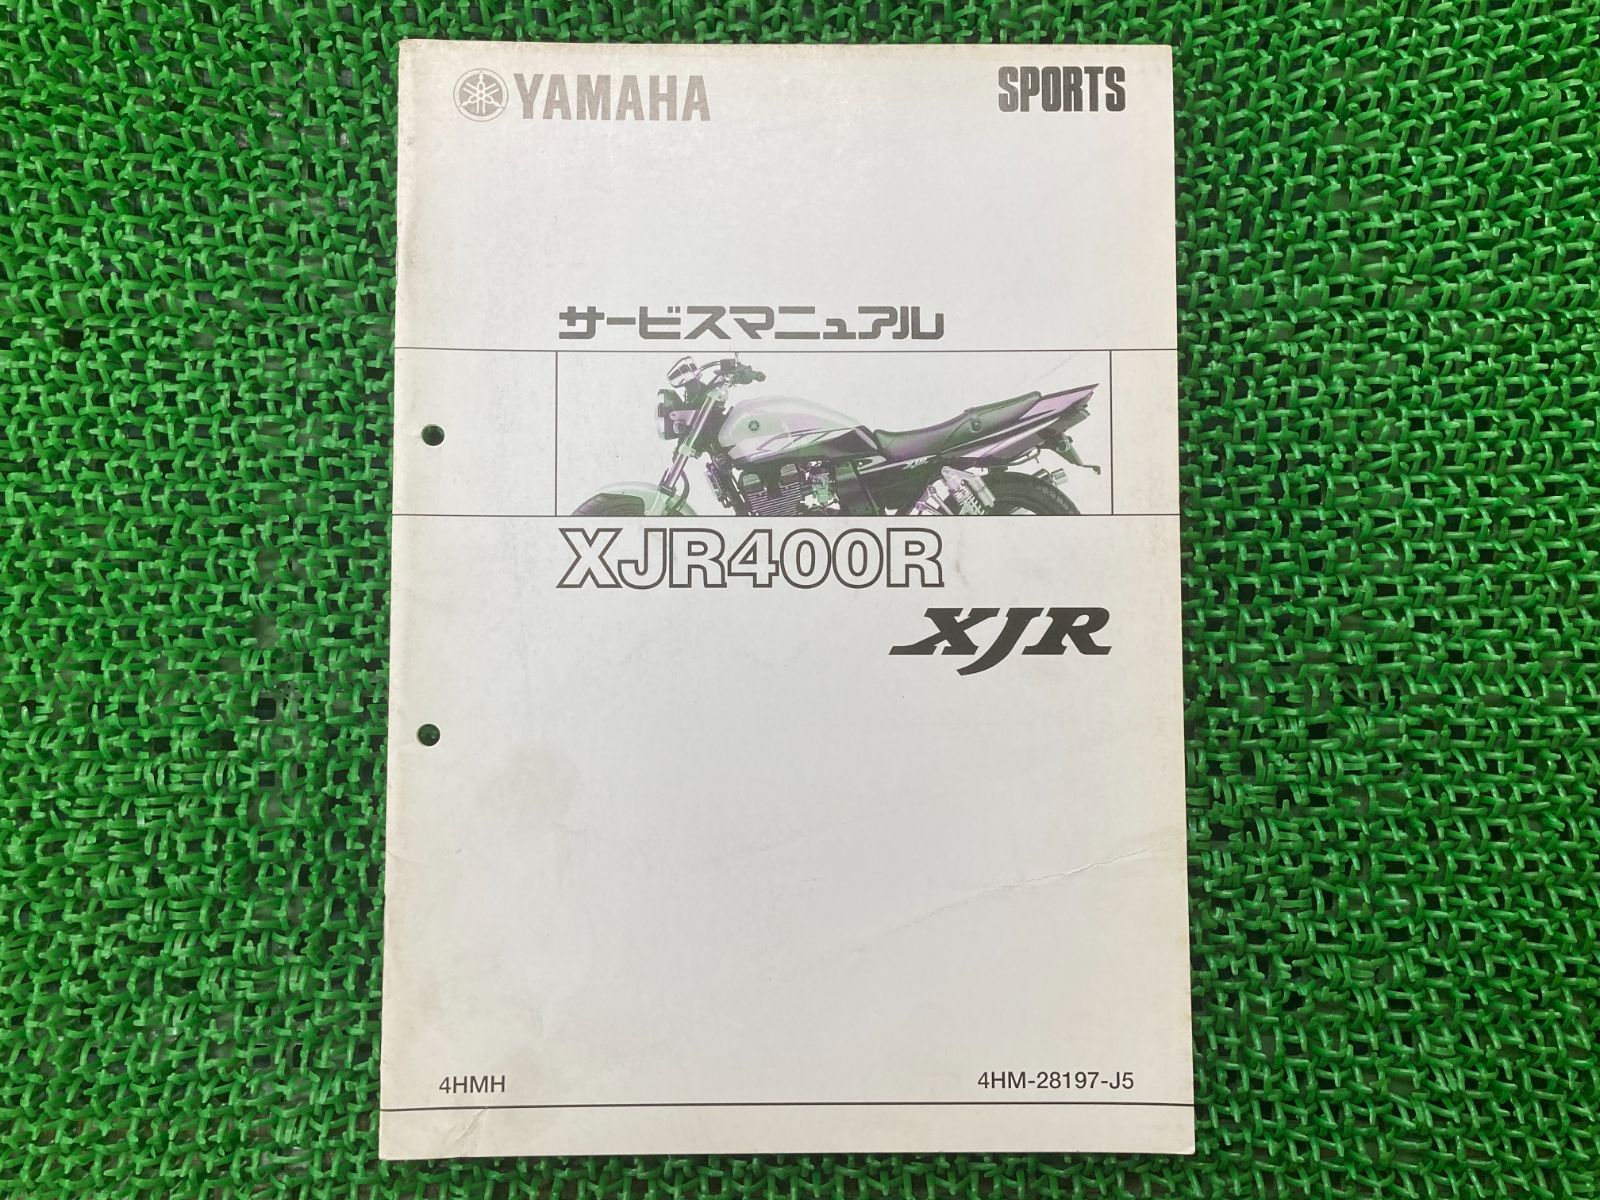 YAMAHA SPORTS
サービスマニュアル
XJR400R
XJR
4HMH 4HM-28197-J5